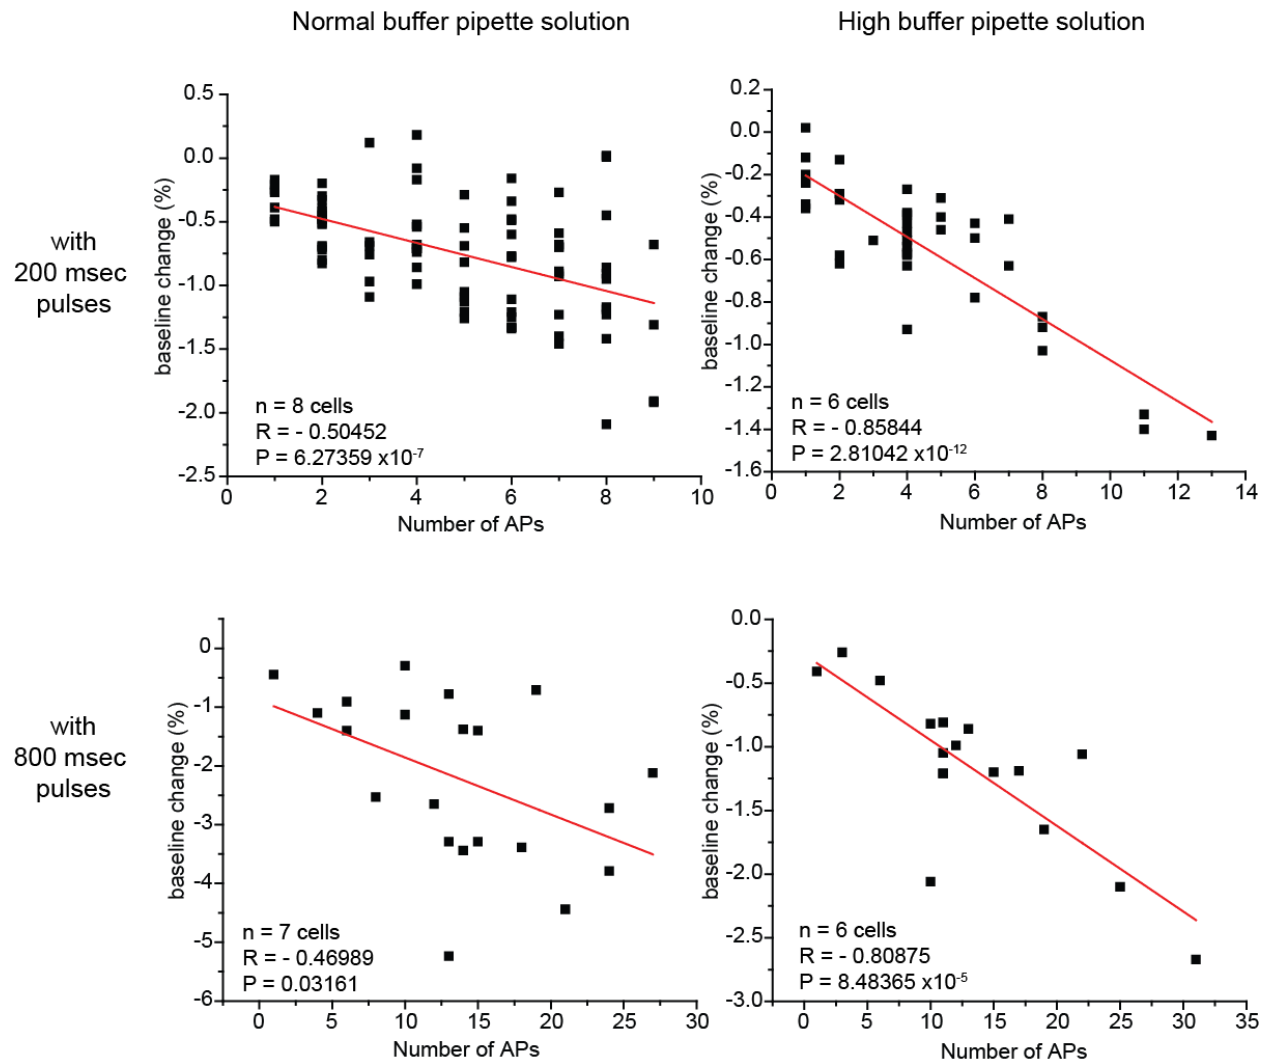 Normal buffer pipette solution
High buffer pipette solution
with
200 msec
pulses
baseline change (%)
0.5
0.0
-0.5
-1.0
-1.5
-2.0
-2.5
n = 8 cells
R = - 0.50452
P = 6.27359 x10-7
0 2 4 6 8 10
Number of APs
baseline change (%)
0.2
0.0
-0.2
-0.4
-0.6
-0.8
-1.0
-1.2
-1.4
-1.6
n = 6 cells
R = - 0.85844
P = 2.81042 x10-12
0 2 4 6 8 10 12 14
Number of APs
with
800 msec
pulses
baseline change (%)
0
-1
-2
-3
-4
-5
-6
n = 7 cells
R = - 0.46989
P = 0.03161
0 5 10 15 20 25 30
Number of APs
baseline change (%)
0.0
-0.5
-1.0
-1.5
-2.0
-2.5
-3.0
n = 6 cells
R = - 0.80875
P = 8.48365 x10-5
0 5 10 15 20 25 30 35
Number of APs